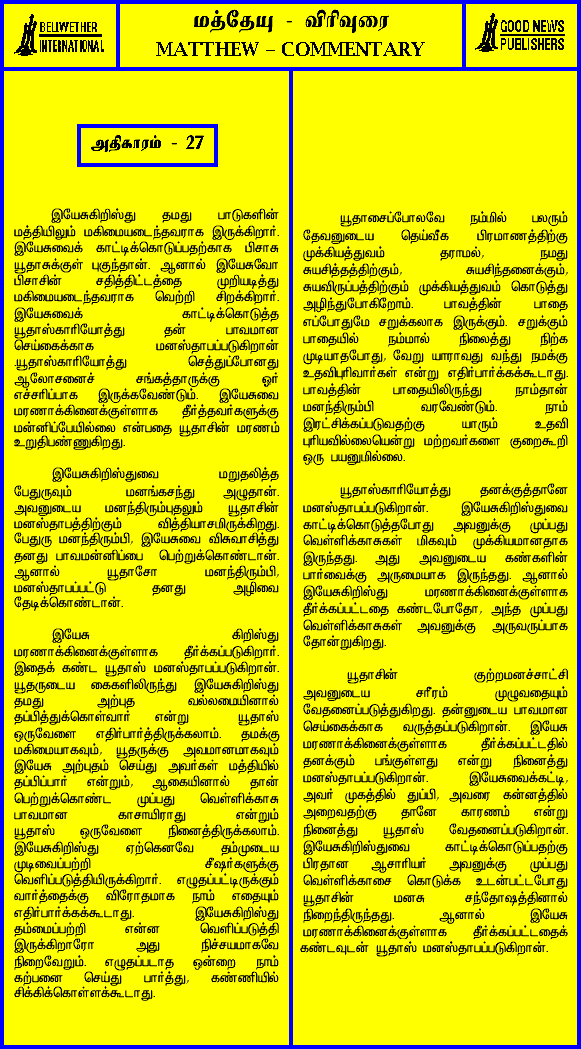 BELIWETHER
INTERNATIONAL
மத்தேயு - விரிவுரை
MATTHEW – COMMENTARY
GOOD NEWS
PUBLISHERS
அதிகாரம் - 27
இயேசுகிறிஸ்து தமது பாடுகளின்
மத்தியிலும் மகிமையடைந்தவராக இருக்கிறார்.
இயேசுவைக் காட்டிக்கொடுப்பதற்காக பிசாசு
யூதாசுக்குள் புகுந்தான். ஆனால் இயேசுவோ
பிசாசின் சதித்திட்டத்தை முறியடித்து
மகிமையடைந்தவராக வெற்றி சிறக்கிறார்.
இயேசுவைக் காட்டிக்கொடுத்த
யூதாஸ்காரியோத்து தன் பாவமான
செய்கைக்காக மனஸ்தாபப்படுகிறான்
.யூதாஸ்காரியோத்து செத்துப்போனது
ஆலோசனைச் சங்கத்தாருக்கு ஓர்
எச்சரிப்பாக இருக்கவேண்டும். இயேசுவை
மரணாக்கினைக்குள்ளாக தீர்த்தவர்களுக்கு
மன்னிப்பேயில்லை என்பதை யூதாசின் மரணம்
உறுதிபண்ணுகிறது.
இயேசுகிறிஸ்துவை மறுதலித்த
பேதுருவும் மனங்கசந்து அழுதான்.
அவனுடைய மனந்திரும்புதலும் யூதாசின்
மனஸ்தாபத்திற்கும் வித்தியாசமிருக்கிறது.
பேதுரு மனந்திரும்பி, இயேசுவை விசுவாசித்து
தனது பாவமன்னிப்பை பெற்றுக்கொண்டான்.
ஆனால் யூதாசோ மனந்திரும்பி,
மனஸ்தாபப்பட்டு தனது அழிவை
தேடிக்கொண்டான்.
இயேசு கிறிஸ்து
மரணாக்கினைக்குள்ளாக தீர்க்கப்படுகிறார்.
இதைக் கண்ட யூதாஸ் மனஸ்தாபப்படுகிறான்.
யூதருடைய கைகளிலிருந்து இயேசுகிறிஸ்து
தமது அற்புத வல்லமையினால்
தப்பித்துக்கொள்வார் என்று யூதாஸ்
ஒருவேளை எதிர்பார்த்திருக்கலாம். தமக்கு
மகிமையாகவும், யூதருக்கு அவமானமாகவும்
இயேசு அற்புதம் செய்து அவர்கள் மத்தியில்
தப்பிப்பார் என்றும், ஆகையினால் தான்
பெற்றுக்கொண்ட முப்பது வெள்ளிக்காசு
பாவமான காசாயிராது என்றும்
யூதாஸ் ஒருவேளை நினைத்திருக்கலாம்.
இயேசுகிறிஸ்து ஏற்கெனவே தம்முடைய
முடிவைப்பற்றி சீஷர்களுக்கு
வெளிப்படுத்தியிருக்கிறார். எழுதப்பட்டிருக்கும்
வார்த்தைக்கு விரோதமாக நாம் எதையும்
எதிர்பார்க்கக்கூடாது. இயேசுகிறிஸ்து
தம்மைப்பற்றி என்ன வெளிப்படுத்தி
இருக்கிறாரோ அது நிச்சயமாகவே
நிறைவேறும். எழுதப்படாத ஒன்றை நாம்
கற்பனை செய்து பார்த்து, கண்ணியில்
சிக்கிக்கொள்ளக்கூடாது.
யூதாசைப்போலவே நம்மில் பலரும்
தேவனுடைய தெய்வீக பிரமாணத்திற்கு
முக்கியத்துவம் தராமல், நமது
சுயசித்தத்திற்கும், சுயசிந்தனைக்கும்,
சுயவிருப்பத்திற்கும் முக்கியத்துவம் கொடுத்து
அழிந்துபோகிறோம். பாவத்தின் பாதை
எப்போதுமே சறுக்கலாக இருக்கும். சறுக்கும்
பாதையில் நம்மால் நிலைத்து நிற்க
முடியாதபோது, வேறு யாராவது வந்து நமக்கு
உதவிபுரிவார்கள் என்று எதிர்பார்க்கக்கூடாது.
பாவத்தின் பாதையிலிருந்து நாம்தான்
மனந்திரும்பி வரவேண்டும். நாம்
இரட்சிக்கப்படுவதற்கு யாரும் உதவி
புரியவில்லையென்று மற்றவர்களை குறைகூறி
ஒரு பயனுமில்லை.
யூதாஸ்காரியோத்து தனக்குத்தானே
மனஸ்தாபப்படுகிறான். இயேசுகிறிஸ்துவை
காட்டிக்கொடுத்தபோது அவனுக்கு முப்பது
வெள்ளிக்காசுகள் மிகவும் முக்கியமானதாக
இருந்தது. அது அவனுடைய கண்களின்
பார்வைக்கு அருமையாக இருந்தது. ஆனால்
இயேசுகிறிஸ்து மரணாக்கினைக்குள்ளாக
தீர்க்கப்பட்டதை கண்டபோதோ, அந்த முப்பது
வெள்ளிக்காசுகள் அவனுக்கு அருவருப்பாக
தோன்றுகிறது.
யூதாசின் குற்றமனச்சாட்சி
அவனுடைய சரீரம் முழுவதையும்
வேதனைப்படுத்துகிறது. தன்னுடைய பாவமான
செய்கைக்காக வருத்தப்படுகிறான். இயேசு
மரணாக்கினைக்குள்ளாக தீர்க்கப்பட்டதில்
தனக்கும் பங்குள்ளது என்று நினைத்து
மனஸ்தாபப்படுகிறான். இயேசுவைக்கட்டி,
அவர் முகத்தில் துப்பி, அவரை கன்னத்தில்
அறைவதற்கு தானே காரணம் என்று
நினைத்து யூதாஸ் வேதனைப்படுகிறான்.
இயேசுகிறிஸ்துவை காட்டிக்கொடுப்பதற்கு
பிரதான ஆசாரியர் அவனுக்கு முப்பது
வெள்ளிக்காசை கொடுக்க உடன்பட்டபோது
யூதாசின் மனசு சந்தோஷத்தினால்
நிறைந்திருந்தது. ஆனால் இயேசு
மரணாக்கினைக்குள்ளாக தீர்க்கப்பட்டதைக்
கண்டவுடன் யூதாஸ் மனஸ்தாபப்படுகிறான்.